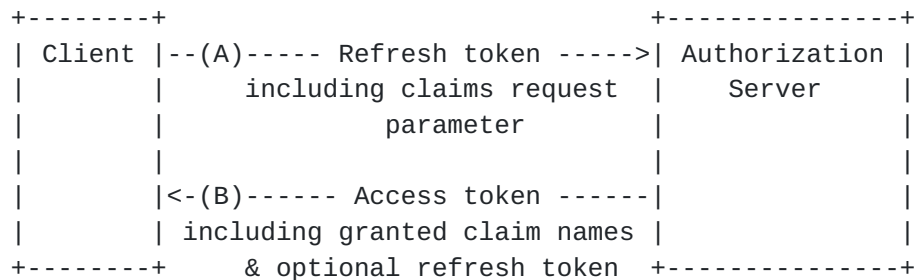 +--------+                                  +---------------+
| Client |--(A)----- Refresh token ----->| Authorization |
|        |     including claims request  |    Server     |
|        |             parameter         |               |
|        |                               |               |
|        |<-(B)------ Access token ------|               |
|        | including granted claim names |               |
+--------+     & optional refresh token  +---------------+